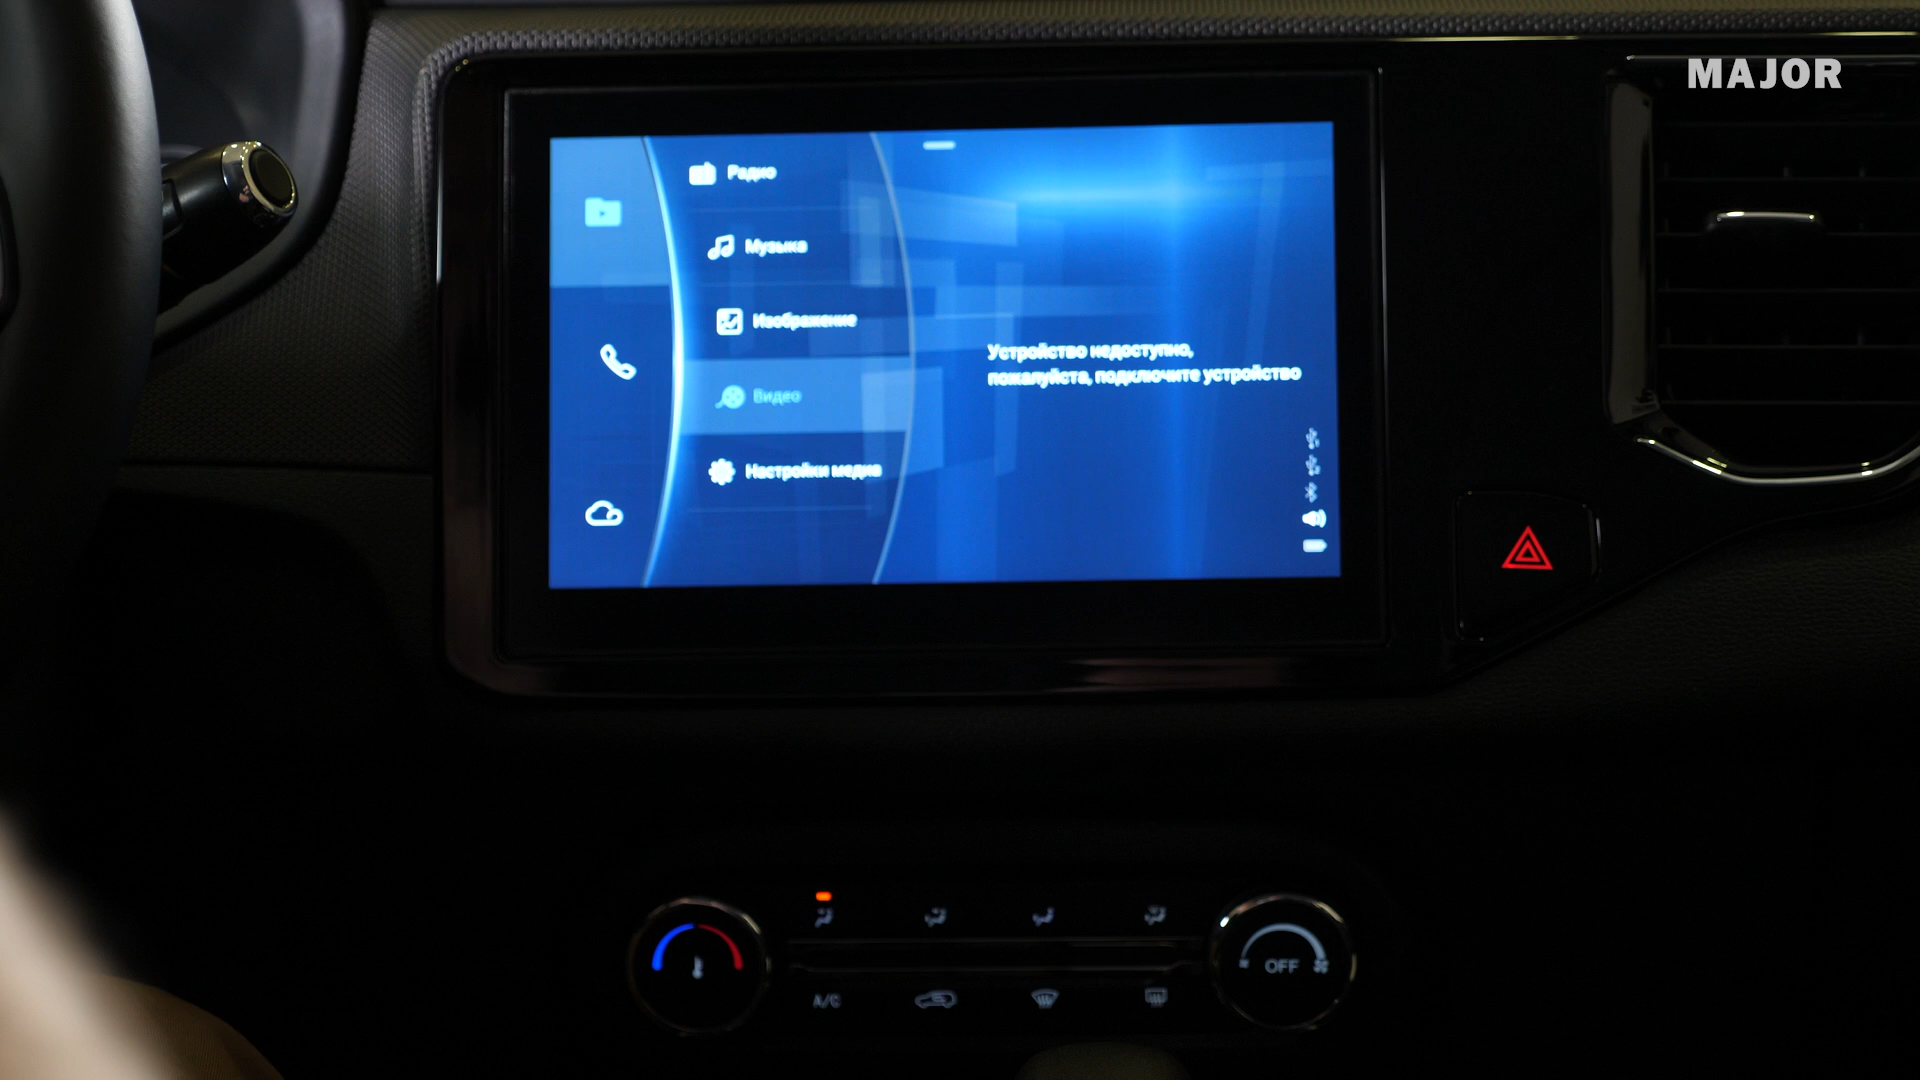 MAJOR
Радио
Музыка
Изображение
Видео
Настройки медиа
Устройство недоступно,
пожалуйста, подключите устройство
OFF
A/C